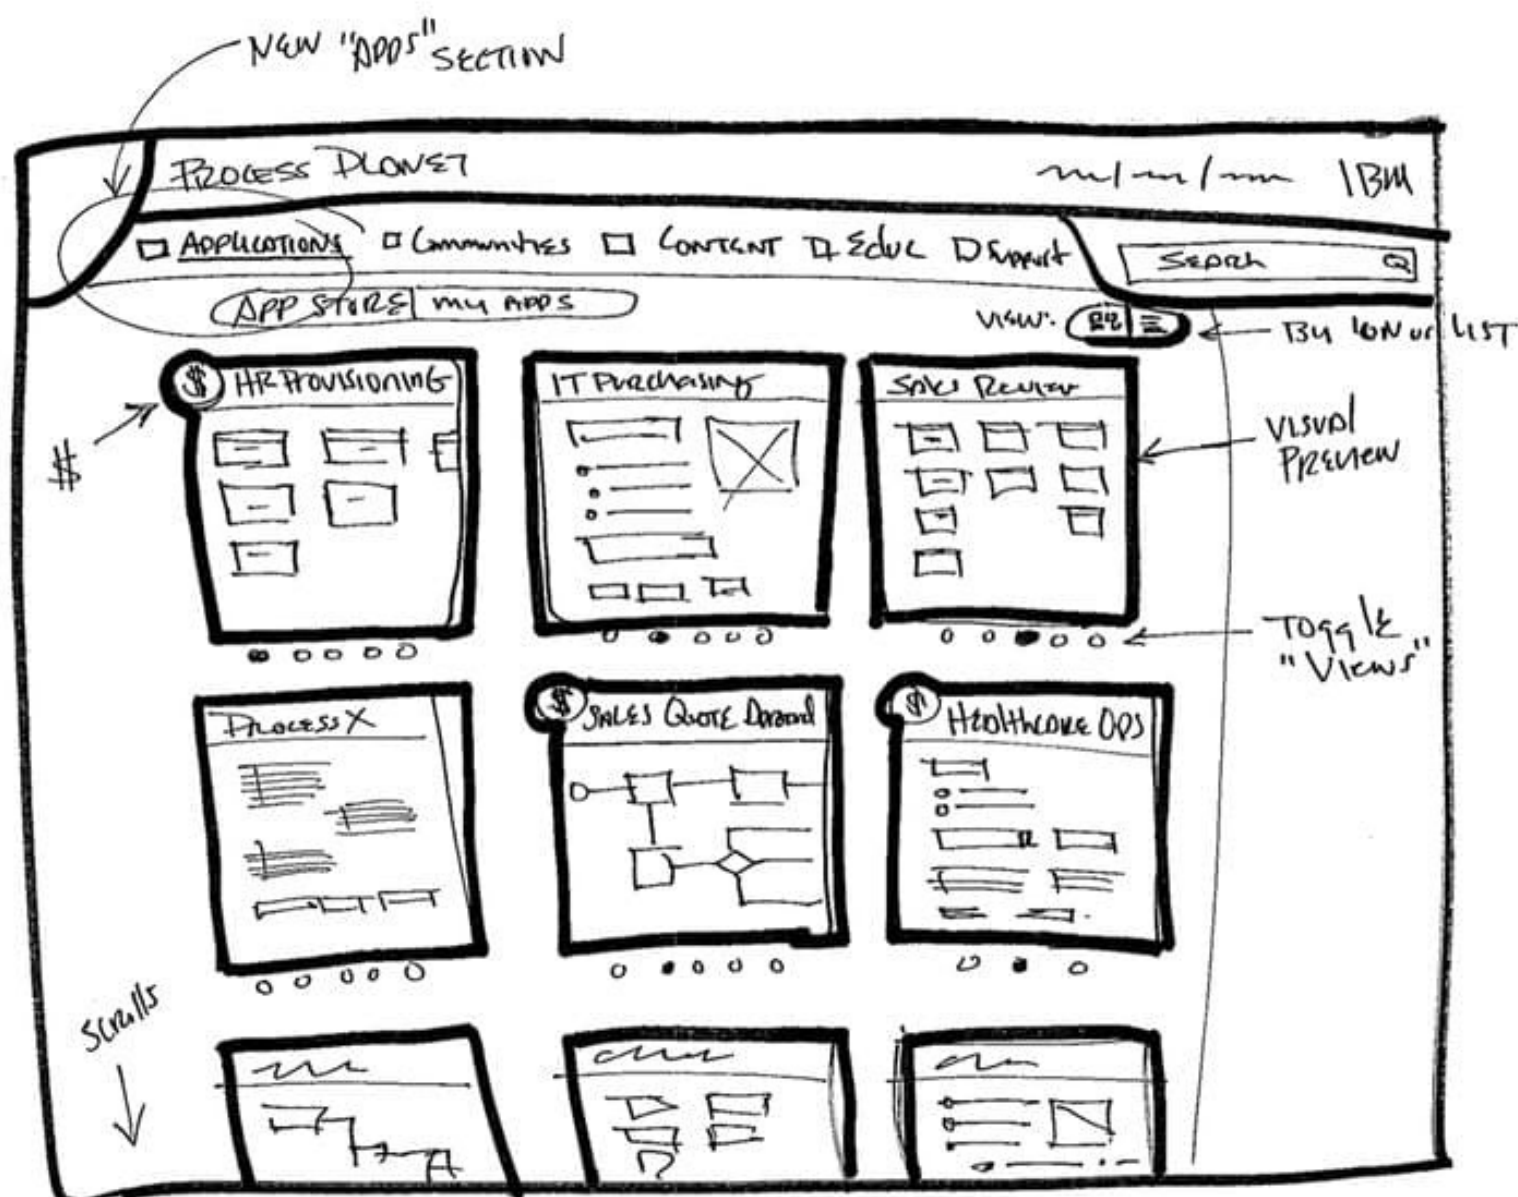 NEW "APPS" SECTION
PROCESS PLANET
IBM
APPLICATIONS Communities CONTENT Educ Support
Search
APP STORE my APPS
VIEW:
By ICON or LIST
$ HR PROVISIONING
IT PURCHASING
SALES REVIEW
$
VISUAL
PREVIEW
TOGGLE
"VIEWS"
PROCESS X
$ SALES QUOTE
$ HEALTHCARE OPS
Scrolls